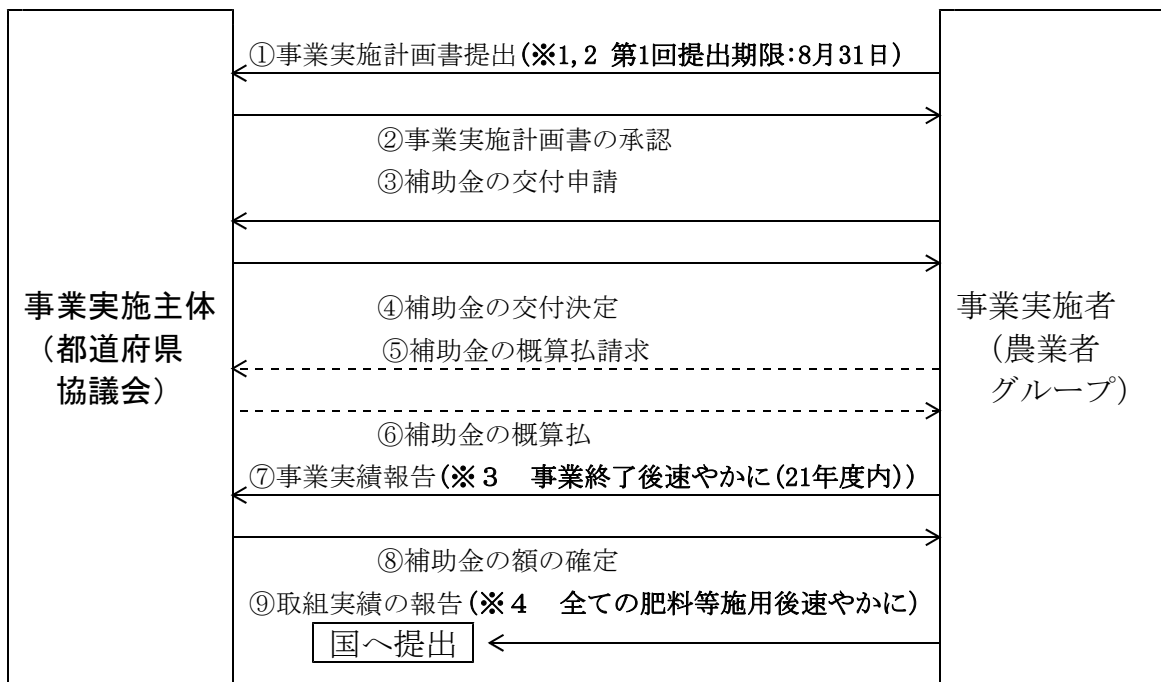 ①事業実施計画書提出(※1,2 第1回提出期限:8月31日)
②事業実施計画書の承認
③補助金の交付申請
事業実施主体
(都道府県
協議会)
④補助金の交付決定
⑤補助金の概算払請求
事業実施者
(農業者
グループ)
⑥補助金の概算払
⑦事業実績報告(※3 事業終了後速やかに(21年度内))
⑧補助金の額の確定
⑨取組実績の報告(※4 全ての肥料等施用後速やかに)
国へ提出